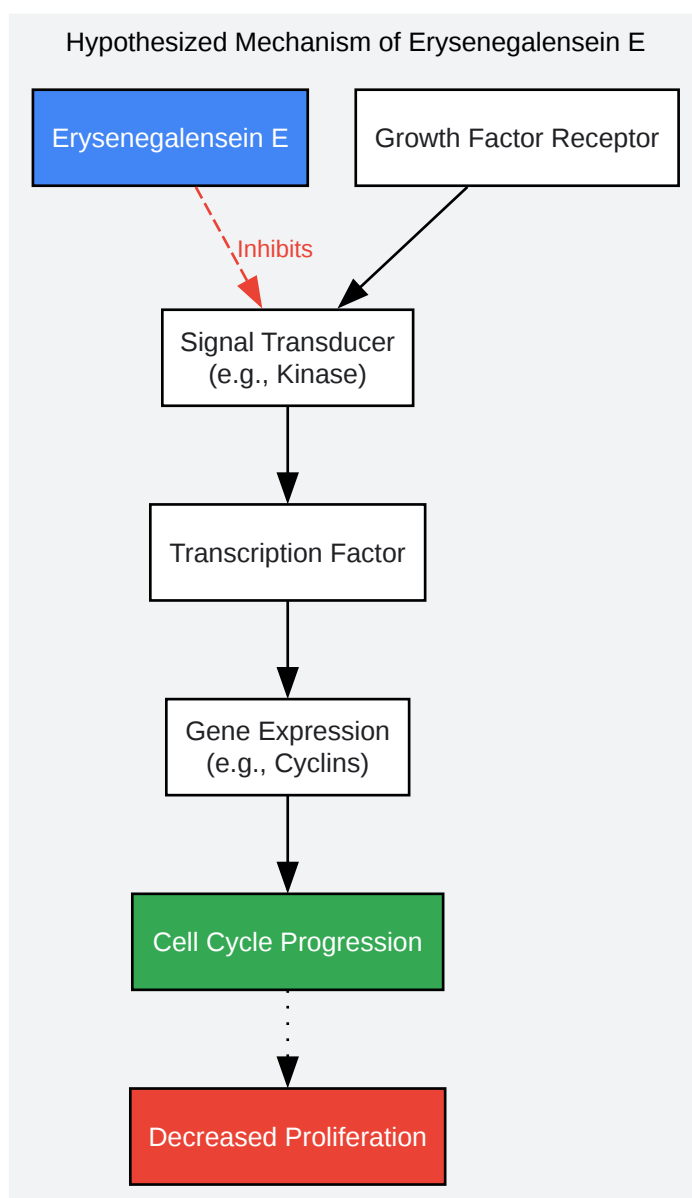 Hypothesized Mechanism of Erysenegalensein E
Erysenegalensein E
Growth Factor Receptor
Inhibits
Signal Transducer
(e.g., Kinase)
Transcription Factor
Gene Expression
(e.g., Cyclins)
Cell Cycle Progression
Decreased Proliferation